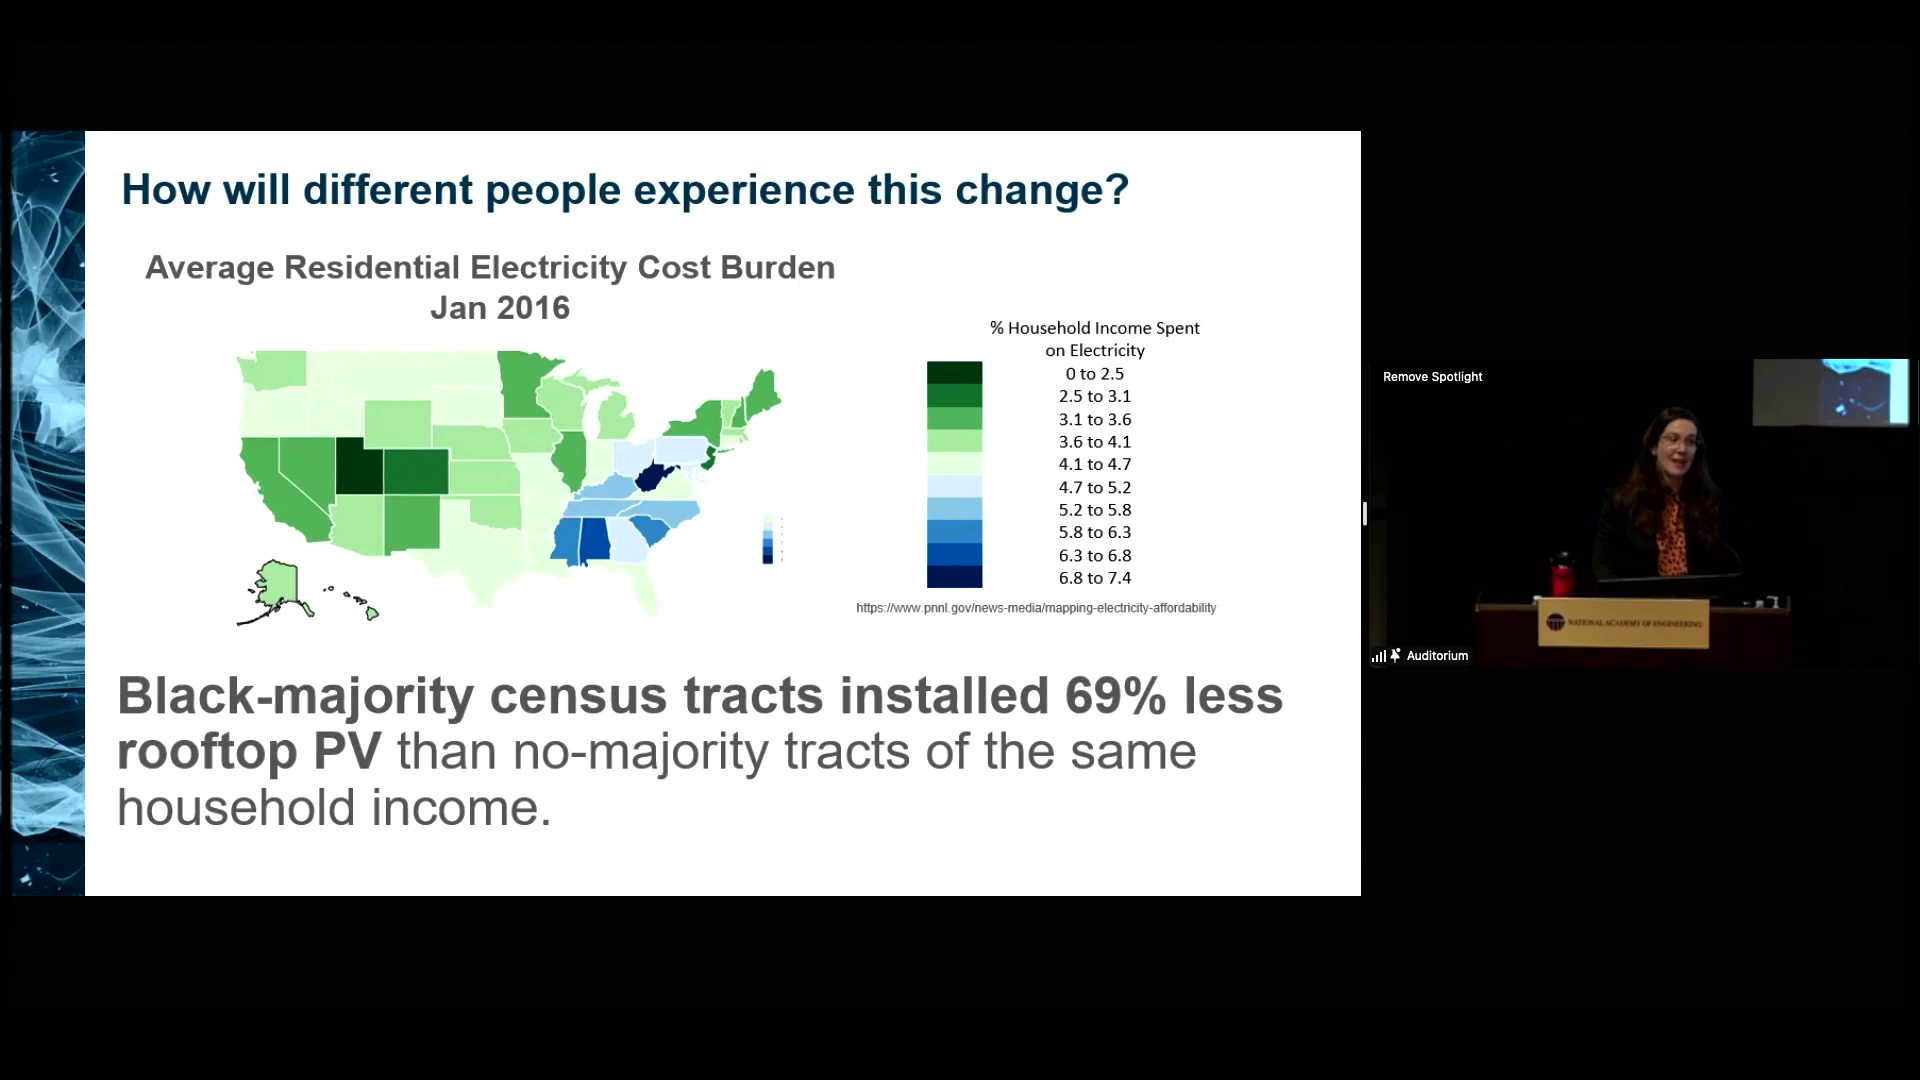 How will different people experience this change?
Average Residential Electricity Cost Burden
Jan 2016
% Household Income Spent
on Electricity
0 to 2.5
2.5 to 3.1
3.1 to 3.6
3.6 to 4.1
4.1 to 4.7
4.7 to 5.2
5.2 to 5.8
5.8 to 6.3
6.3 to 6.8
6.8 to 7.4
https://www.pnnl.gov/news-media/mapping-electricity-affordability
Black-majority census tracts installed 69% less
rooftop PV than no-majority tracts of the same
household income.
Remove Spotlight
NATIONAL ACADEMY OF ENGINEERING
Auditorium